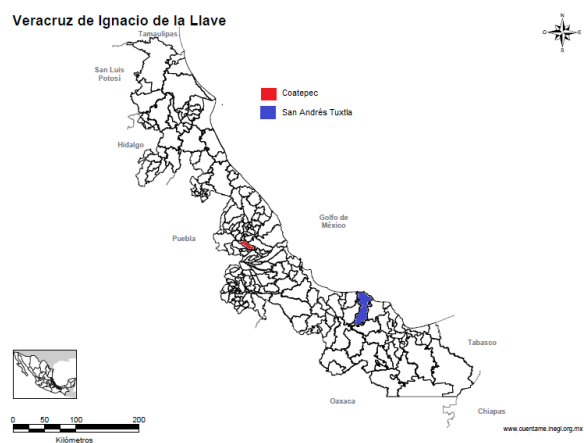 Veracruz de Ignacio de la Llave
Tamaulipas
N
O
E
S
San Luis
Potosí
Coatepec
San Andrés Tuxtla
Hidalgo
Golfo de
México
Puebla
Tabasco
Oaxaca
Chiapas
0 50 100 200
Kilómetros
www.cuentame.inegi.org.mx